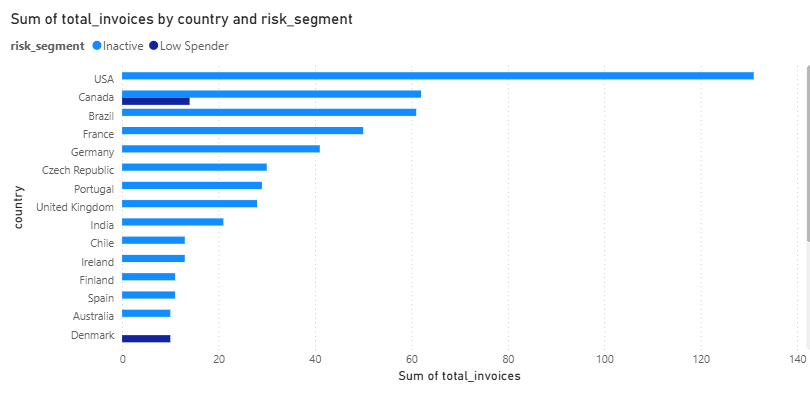 Sum of total_invoices by country and risk_segment
risk_segment Inactive Low Spender
country
USA
Canada
Brazil
France
Germany
Czech Republic
Portugal
United Kingdom
India
Chile
Ireland
Finland
Spain
Australia
Denmark
0 20 40 60 80 100 120 140
Sum of total_invoices